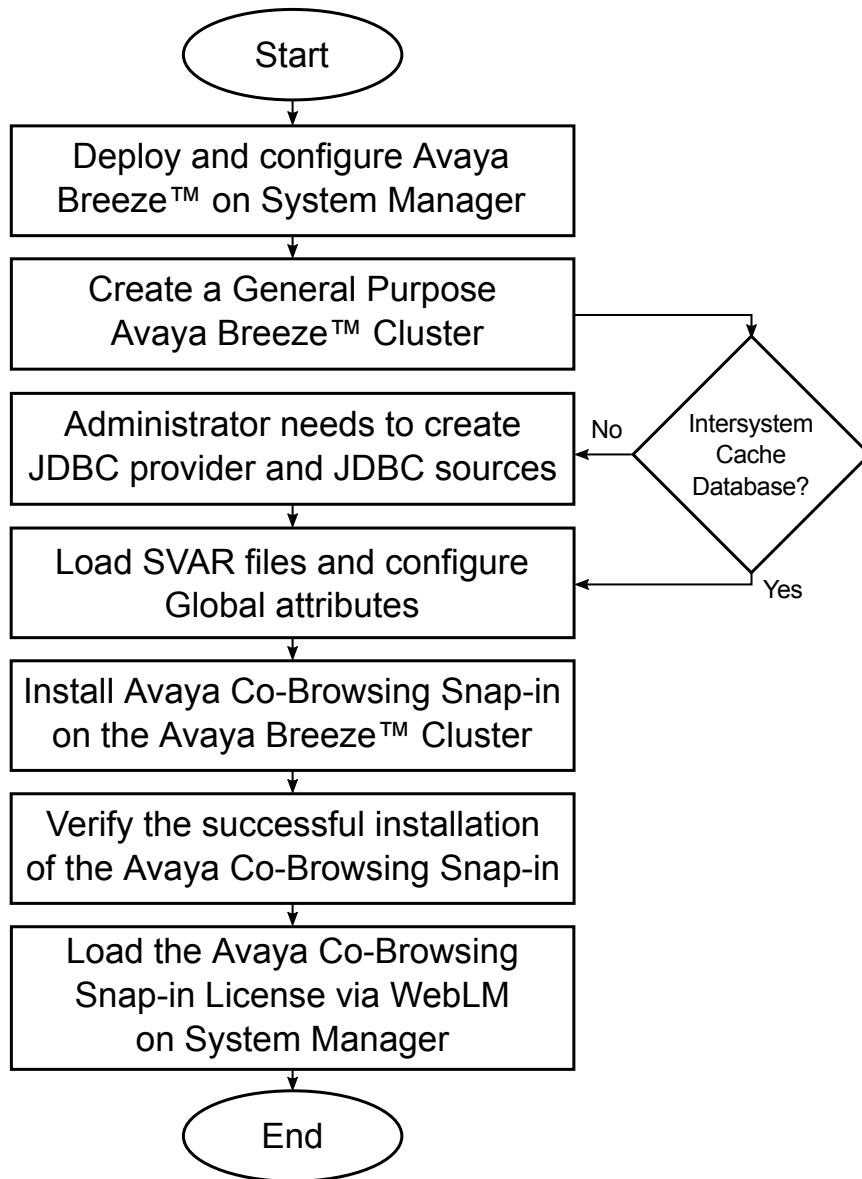 Start
Deploy and configure Avaya
Breeze™ on System Manager
Create a General Purpose
Avaya Breeze™ Cluster
Intersystem
Cache
Database?
No
Yes
Administrator needs to create
JDBC provider and JDBC sources
Load SVAR files and configure
Global attributes
Install Avaya Co-Browsing Snap-in
on the Avaya Breeze™ Cluster
Verify the successful installation
of the Avaya Co-Browsing Snap-in
Load the Avaya Co-Browsing
Snap-in License via WebLM
on System Manager
End